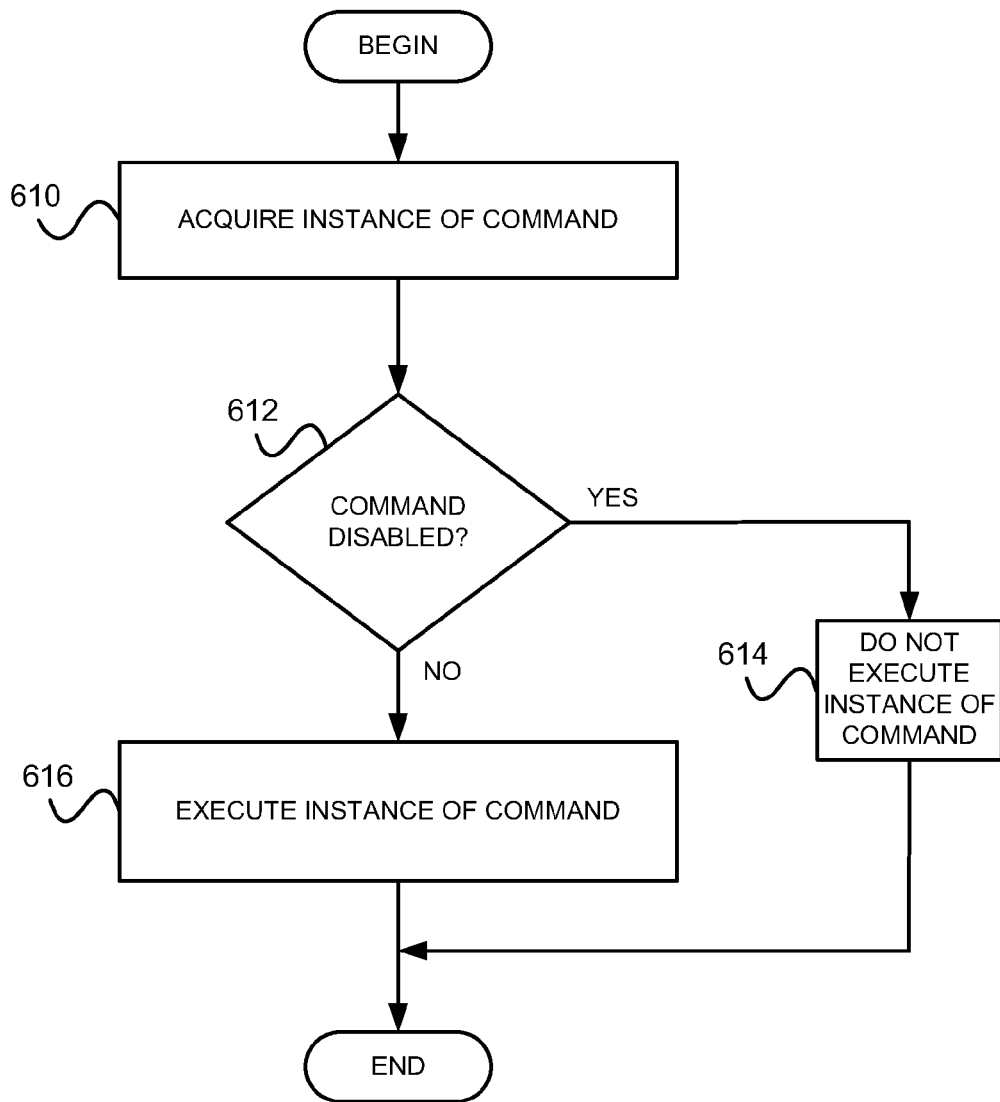 BEGIN
610
ACQUIRE INSTANCE OF COMMAND
612
COMMAND
DISABLED?
YES
NO
614
DO NOT
EXECUTE
INSTANCE OF
COMMAND
616
EXECUTE INSTANCE OF COMMAND
END